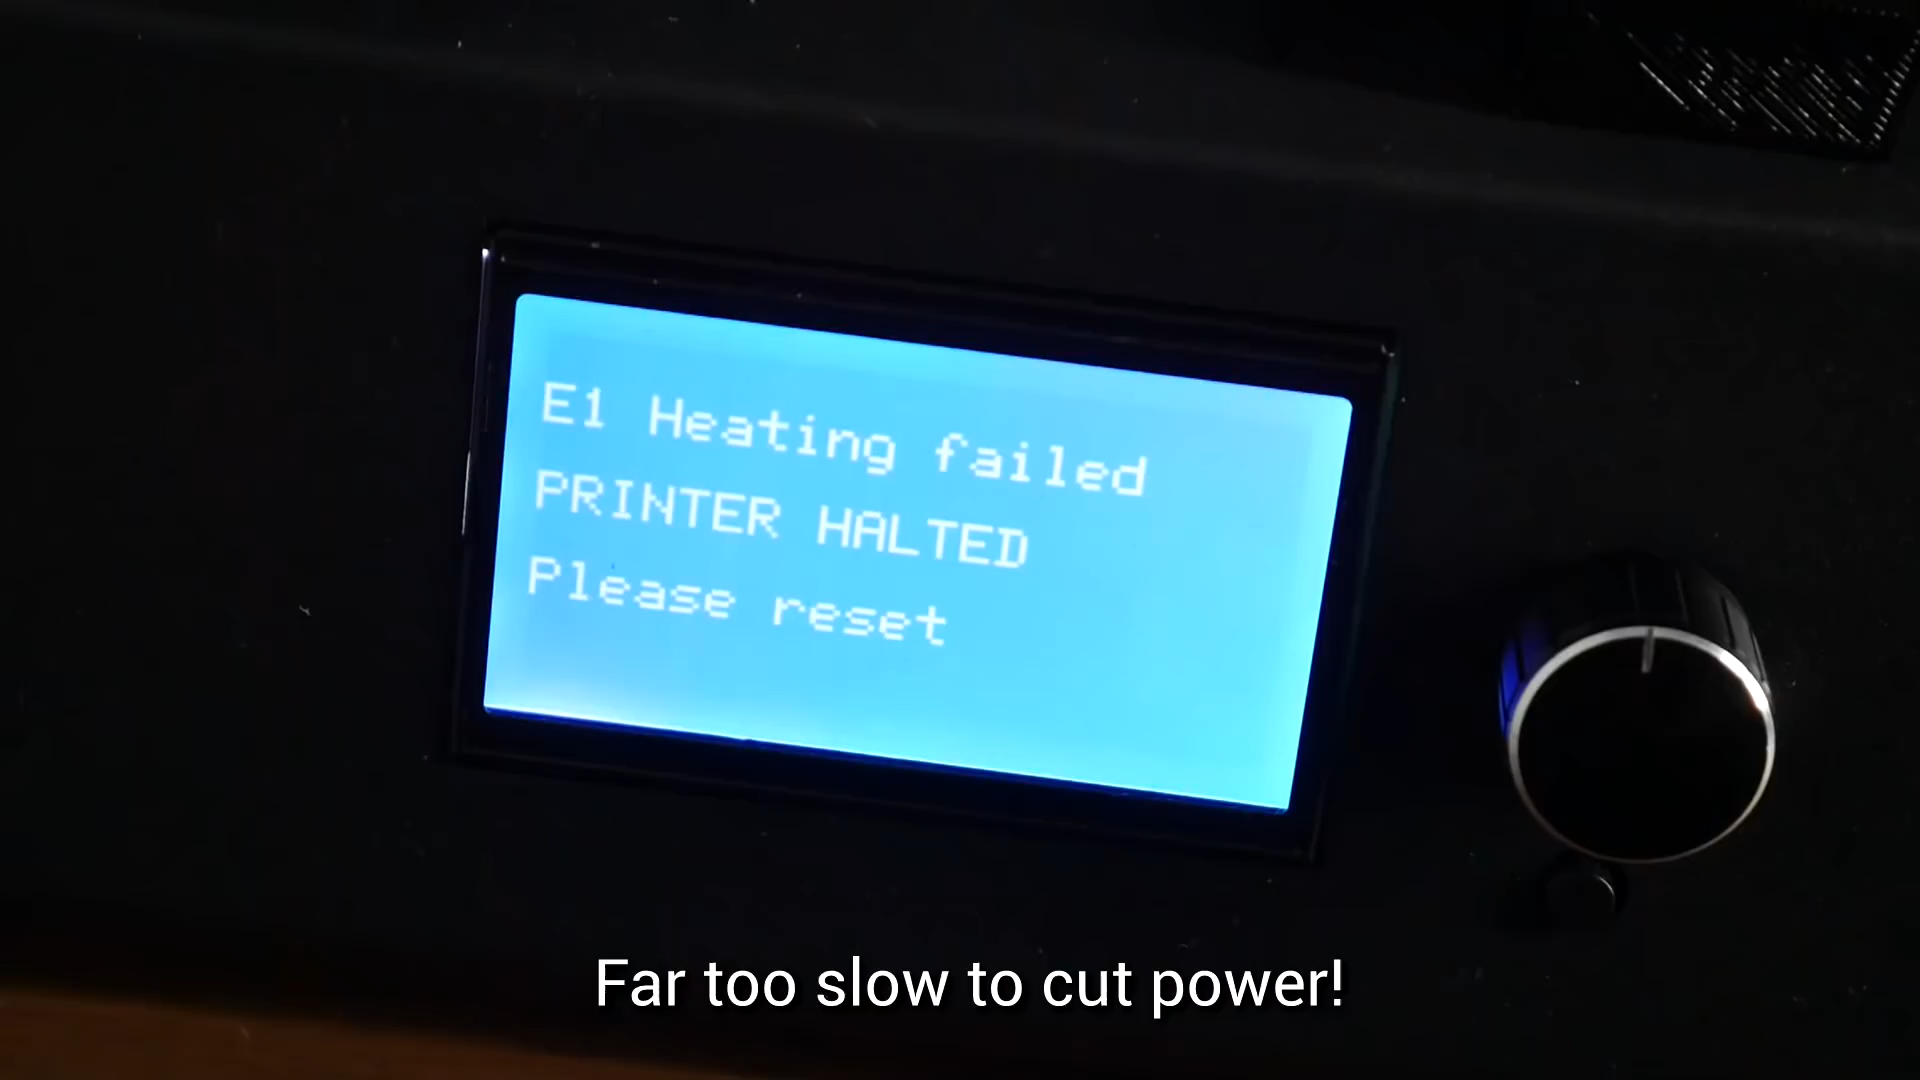 E1 Heating failed
PRINTER HALTED
Please reset
Far too slow to cut power!